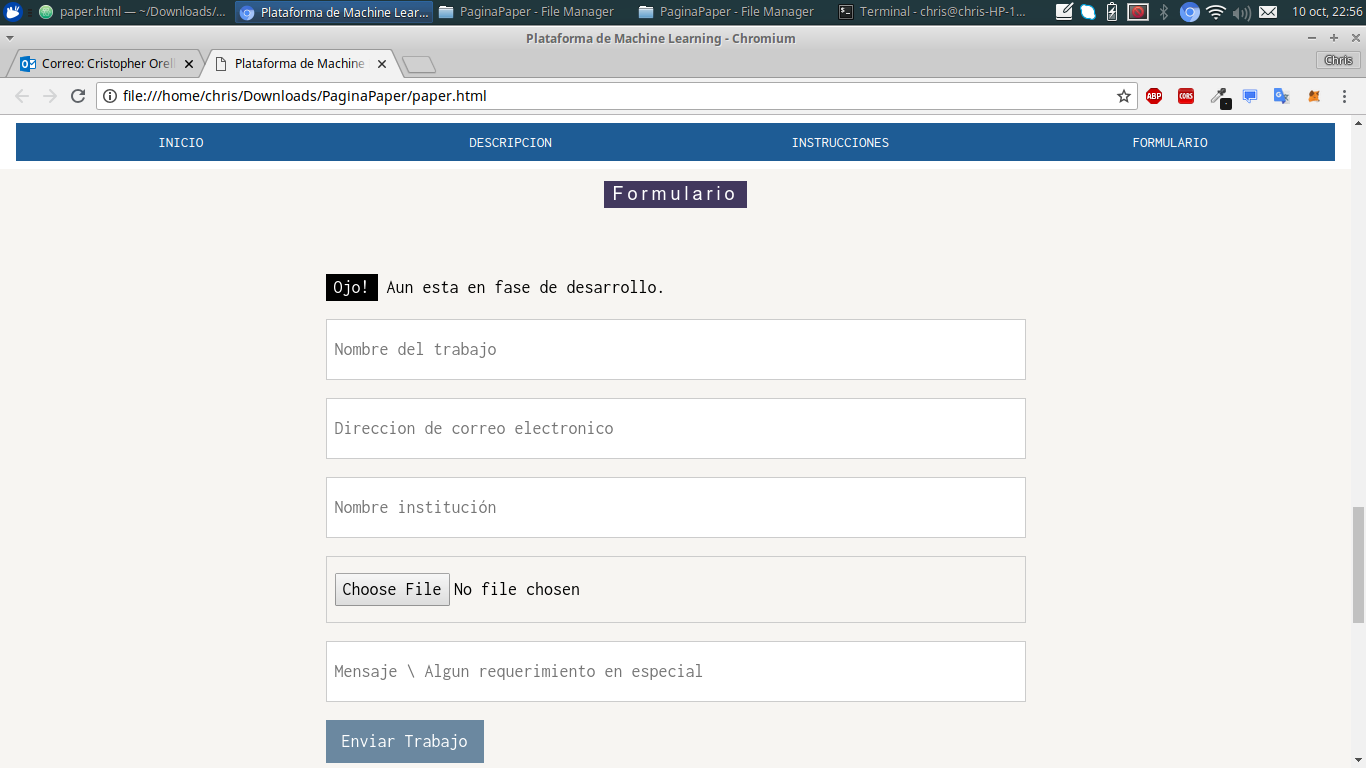 paper.html — ~/Downloads/... Plataforma de Machine Lear... PaginaPaper - File Manager PaginaPaper - File Manager Terminal - chris@chris-HP-1... 10 oct, 22:56
Plataforma de Machine Learning - Chromium
Correo: Cristopher Orell Plataforma de Machine Chris
file:///home/chris/Downloads/PaginaPaper/paper.html ABP CORS
INICIO DESCRIPCION INSTRUCCIONES FORMULARIO
Formulario
Ojo! Aun esta en fase de desarrollo.
Nombre del trabajo
Direccion de correo electronico
Nombre institución
Choose File No file chosen
Mensaje \ Algun requerimiento en especial
Enviar Trabajo